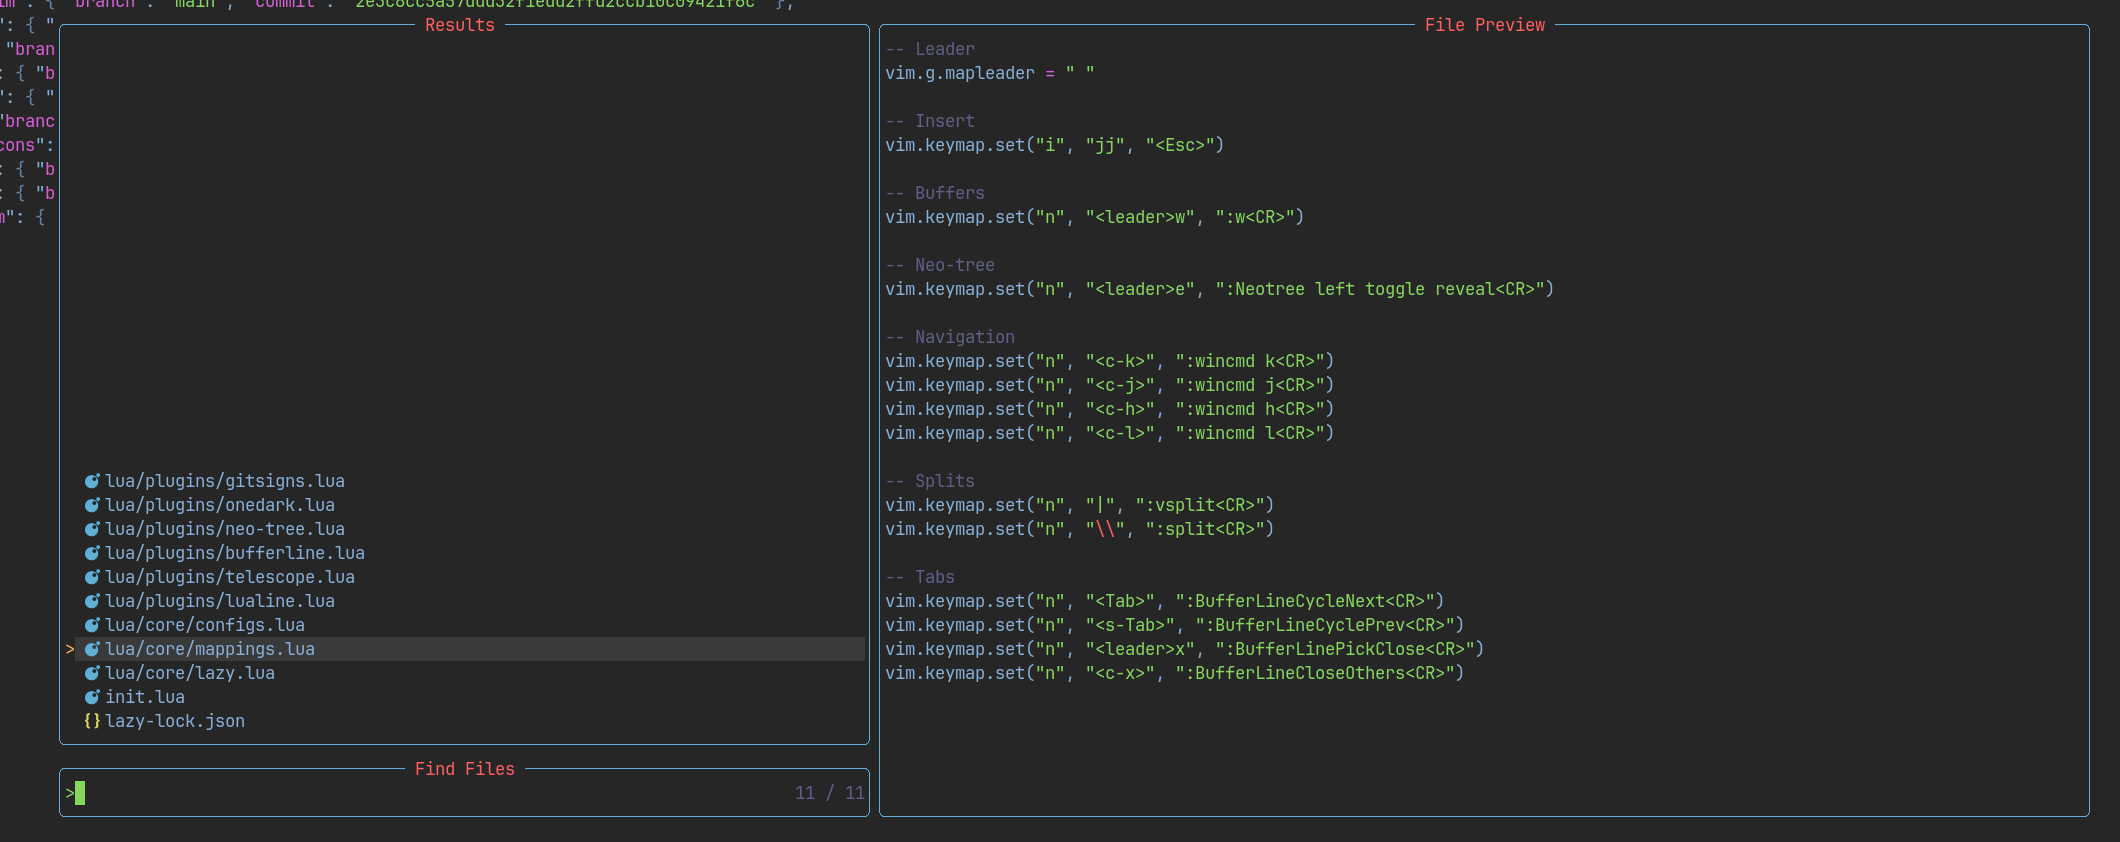 ": { "
"bran
: { "b
": { "
"branc
cons":
: { "b
: { "b
m": {
Results
lua/plugins/gitsigns.lua
lua/plugins/onedark.lua
lua/plugins/neo-tree.lua
lua/plugins/bufferline.lua
lua/plugins/telescope.lua
lua/plugins/lualine.lua
lua/core/configs.lua
> lua/core/mappings.lua
lua/core/lazy.lua
init.lua
{} lazy-lock.json
Find Files
> 11 / 11
File Preview
-- Leader
vim.g.mapleader = " "
-- Insert
vim.keymap.set("i", "jj", "<Esc>")
-- Buffers
vim.keymap.set("n", "<leader>w", ":w<CR>")
-- Neo-tree
vim.keymap.set("n", "<leader>e", ":Neotree left toggle reveal<CR>")
-- Navigation
vim.keymap.set("n", "<c-k>", ":wincmd k<CR>")
vim.keymap.set("n", "<c-j>", ":wincmd j<CR>")
vim.keymap.set("n", "<c-h>", ":wincmd h<CR>")
vim.keymap.set("n", "<c-l>", ":wincmd l<CR>")
-- Splits
vim.keymap.set("n", "|", ":vsplit<CR>")
vim.keymap.set("n", "\\", ":split<CR>")
-- Tabs
vim.keymap.set("n", "<Tab>", ":BufferLineCycleNext<CR>")
vim.keymap.set("n", "<s-Tab>", ":BufferLineCyclePrev<CR>")
vim.keymap.set("n", "<leader>x", ":BufferLinePickClose<CR>")
vim.keymap.set("n", "<c-x>", ":BufferLineCloseOthers<CR>")